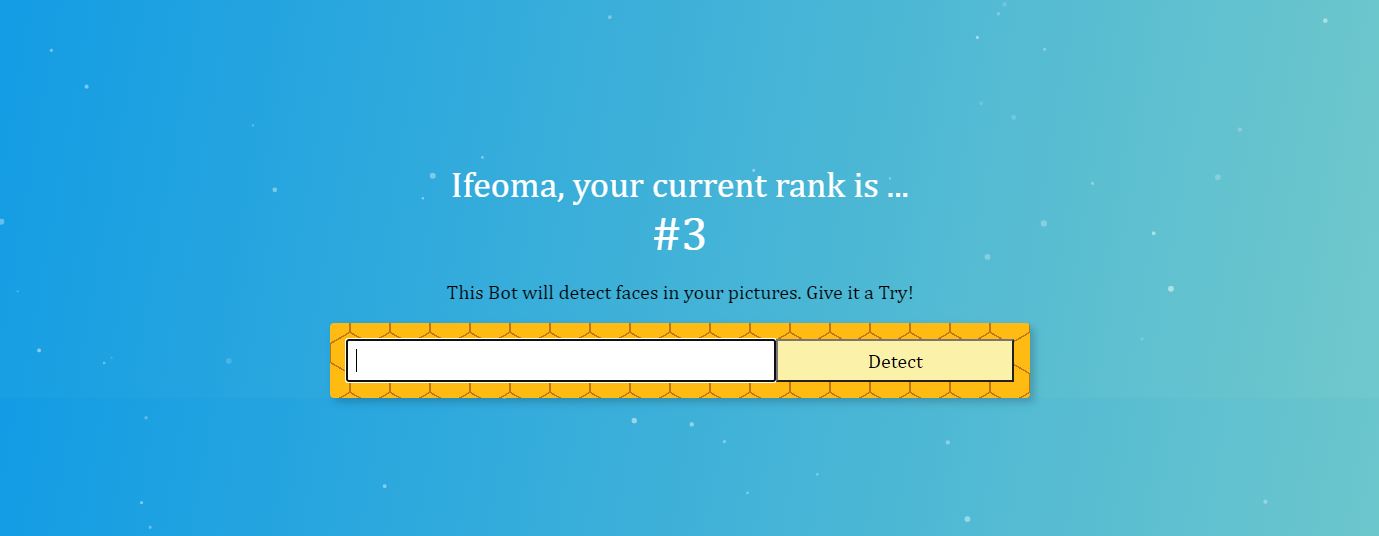 Ifeoma, your current rank is ...
#3
This Bot will detect faces in your pictures. Give it a Try!
Detect